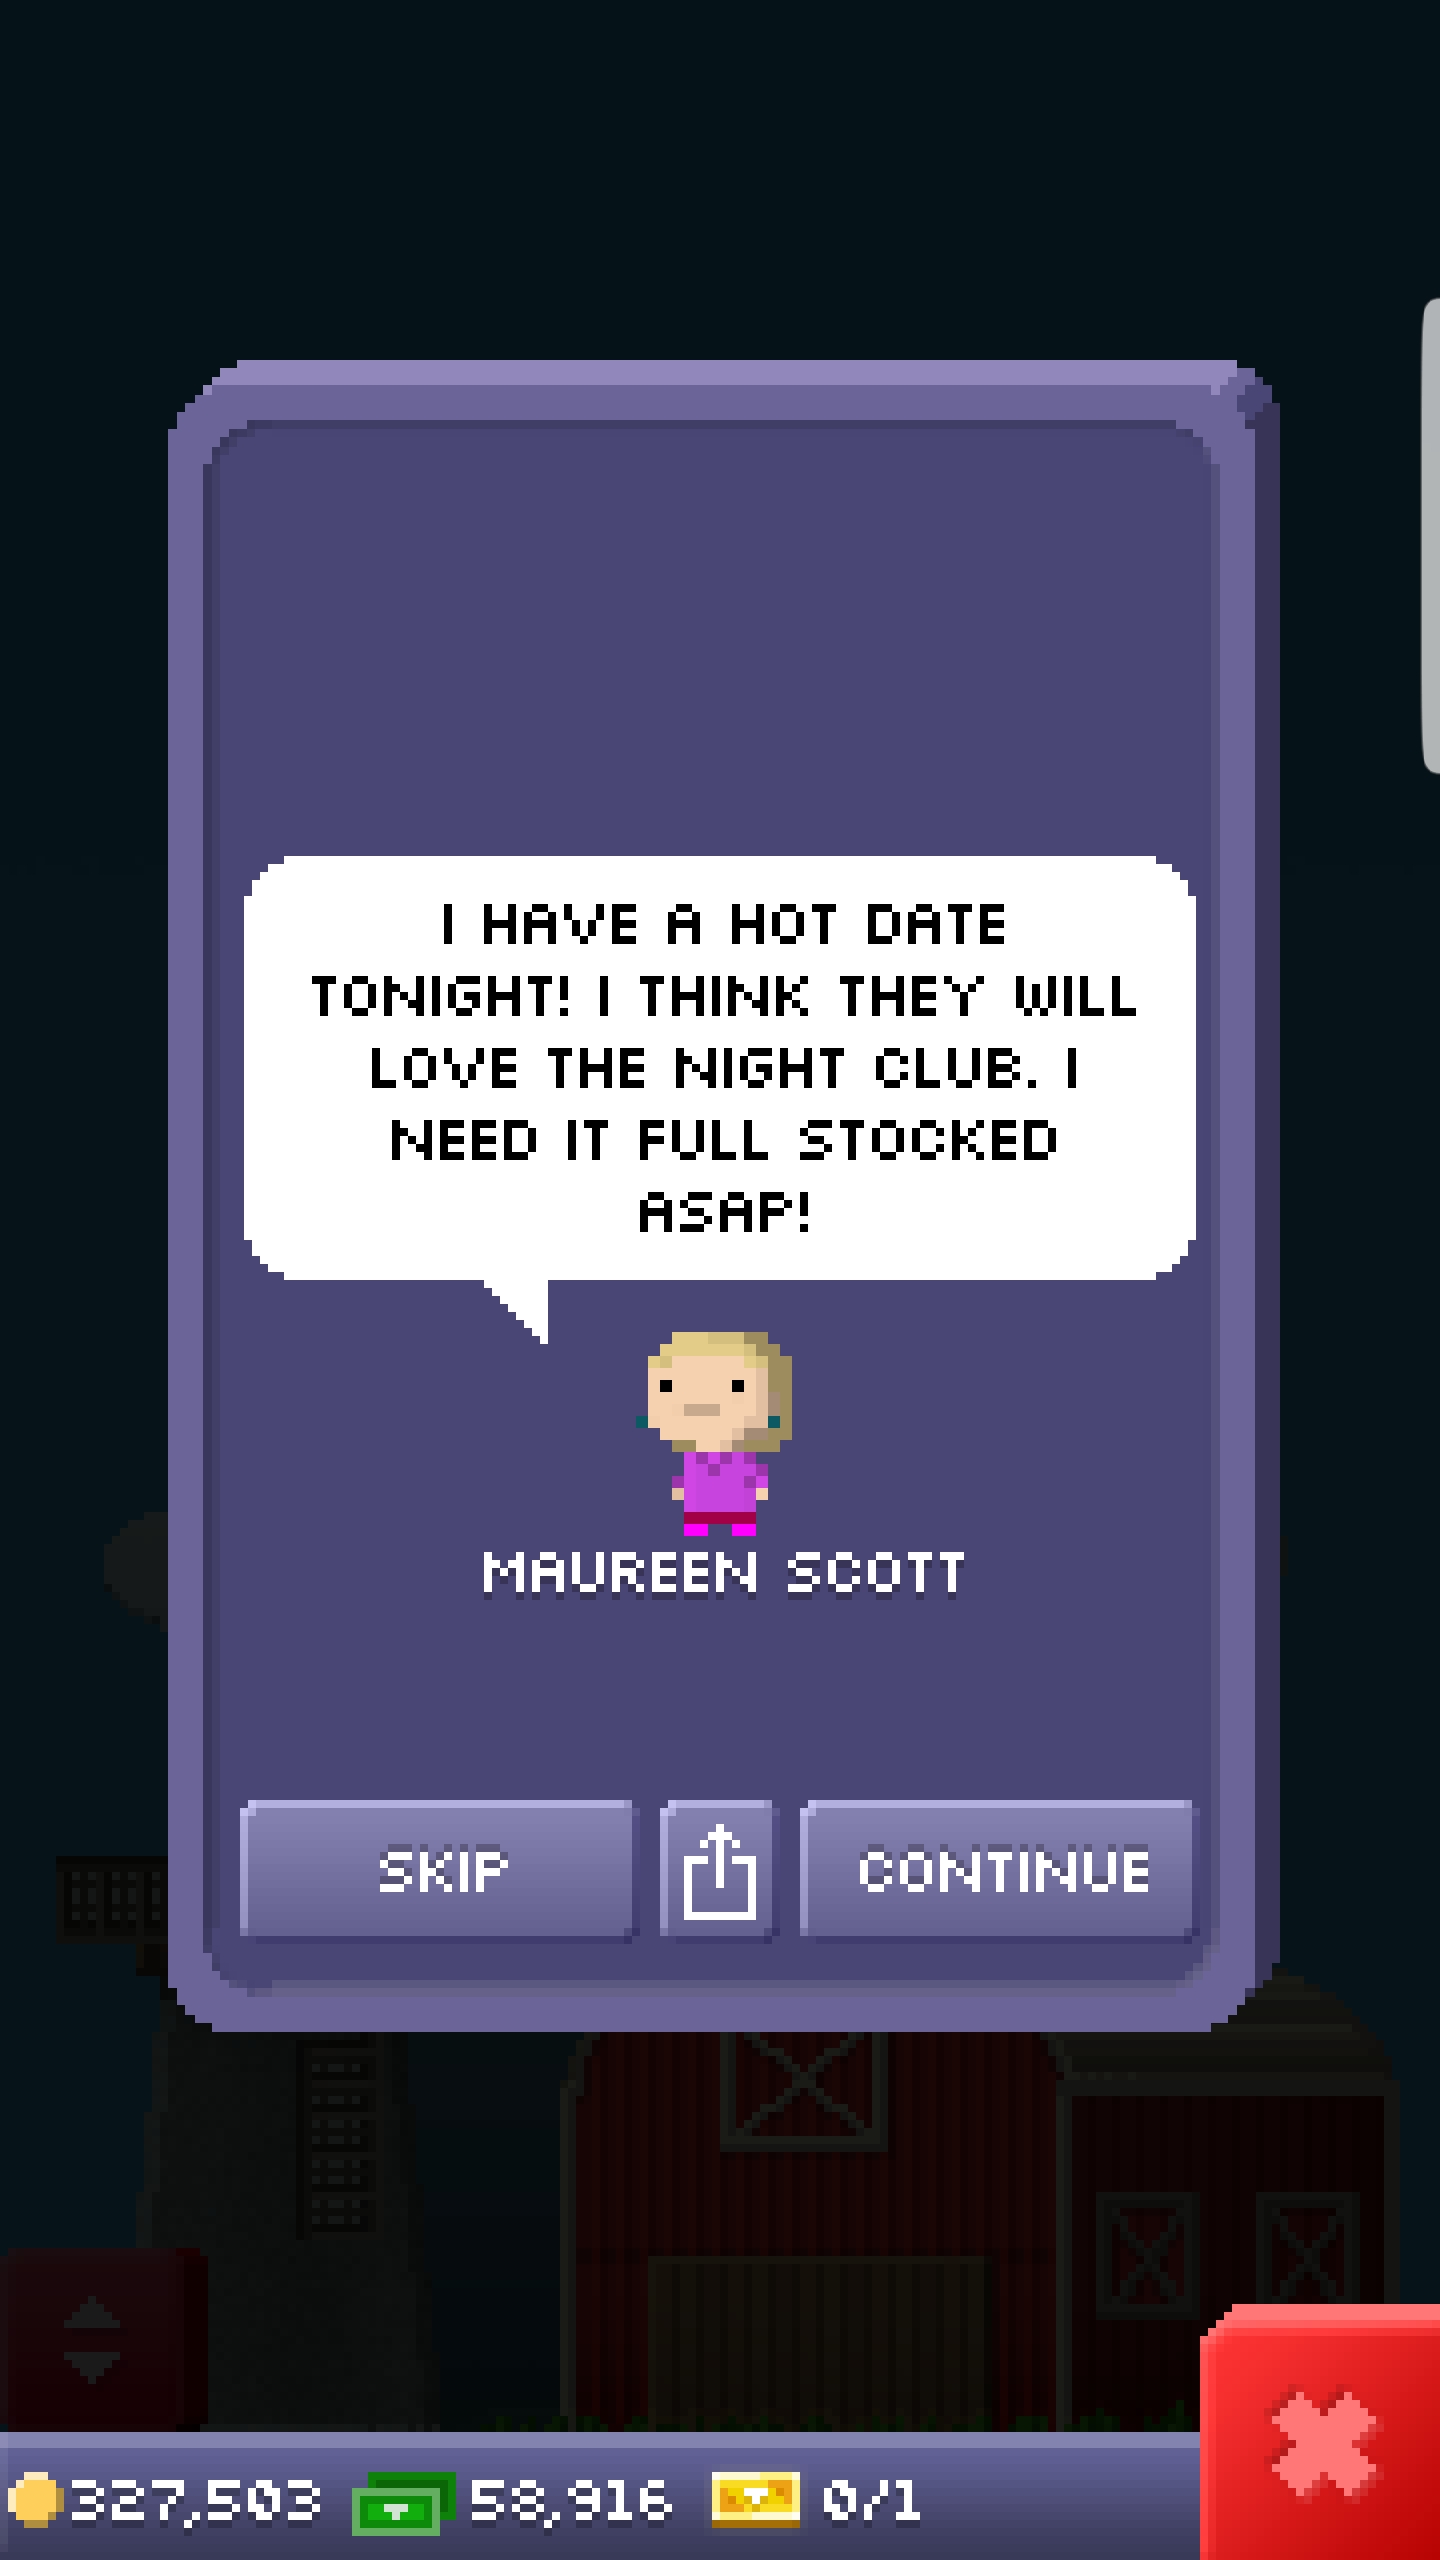 I HAVE A HOT DATE
TONIGHT! I THINK THEY WILL
LOVE THE NIGHT CLUB. I
NEED IT FULL STOCKED
ASAP!
MAUREEN SCOTT
SKIP
CONTINUE
327,503 58,916 0/1